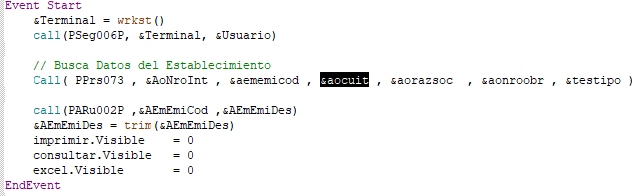 Event Start
&Terminal = wrkst()
call(PSeg006P, &Terminal, &Usuario)
// Busca Datos del Establecimiento
Call( PPrs073 , &AoNroInt , &aememicod , &aocuit , &aorazsoc , &aonroobr , &testipo )
call(PARu002P ,&AEmEmiCod ,&AEmEmiDes)
&AEmEmiDes = trim(&AEmEmiDes)
imprimir.Visible = 0
consultar.Visible = 0
excel.Visible = 0
EndEvent